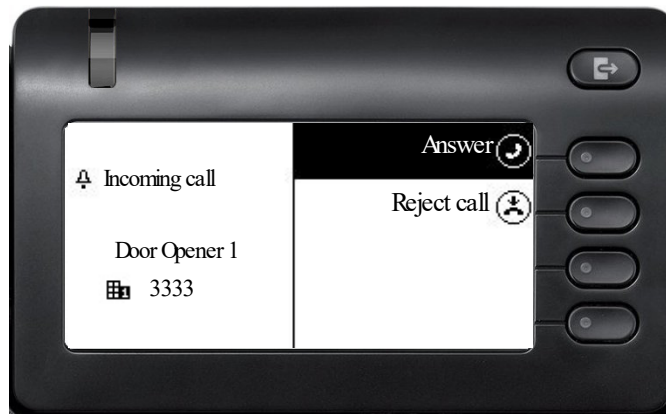 Incoming call
Door Opener 1
3333
Answer
Reject call